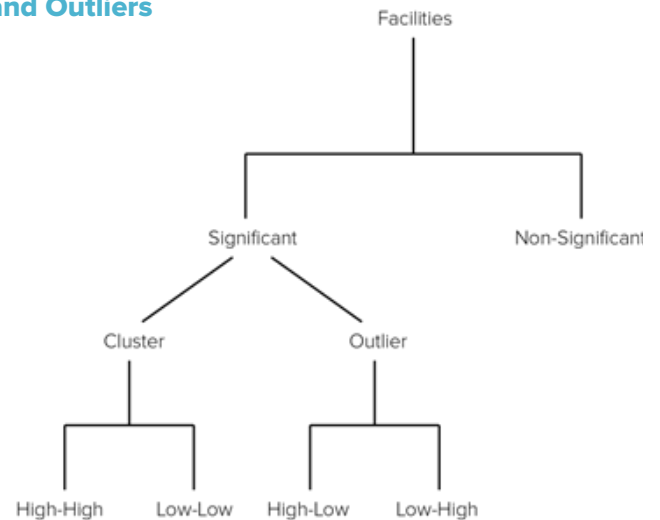 and Outliers
Facilities
Significant
Non-Significant
Cluster
Outlier
High-High
Low-Low
High-Low
Low-High